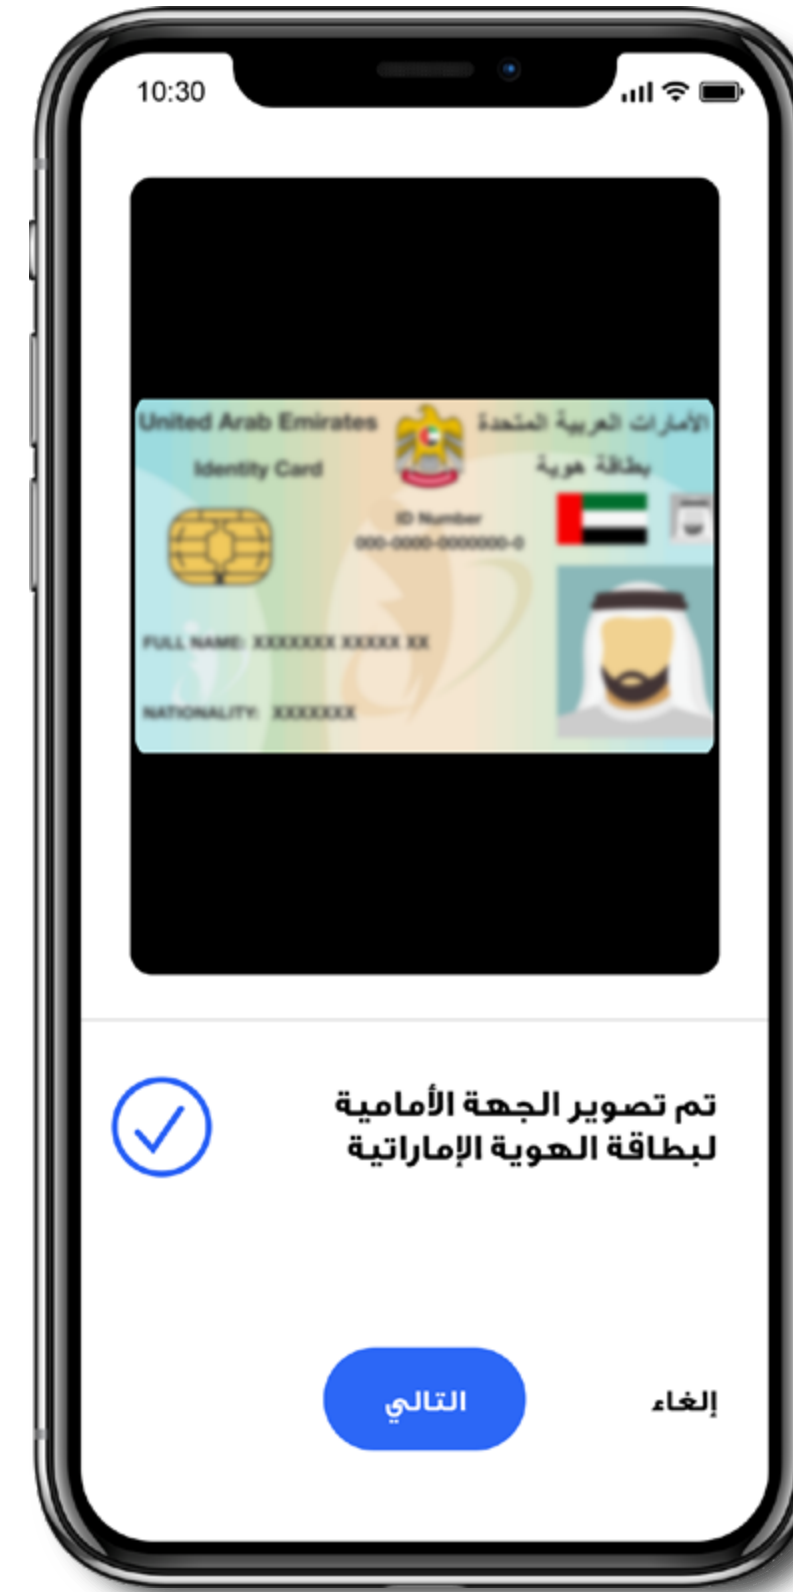 10:30
United Arab Emirates
الأمارات العربية المتحدة
Identity Card
بطاقة هوية
ID Number
000-0000-0000000-0
FULL NAME: XXXXXXX XXXXX XX
NATIONALITY: XXXXXXX
تم تصوير الجهة الأمامية
لبطاقة الهوية الإماراتية
إلغاء
التالي